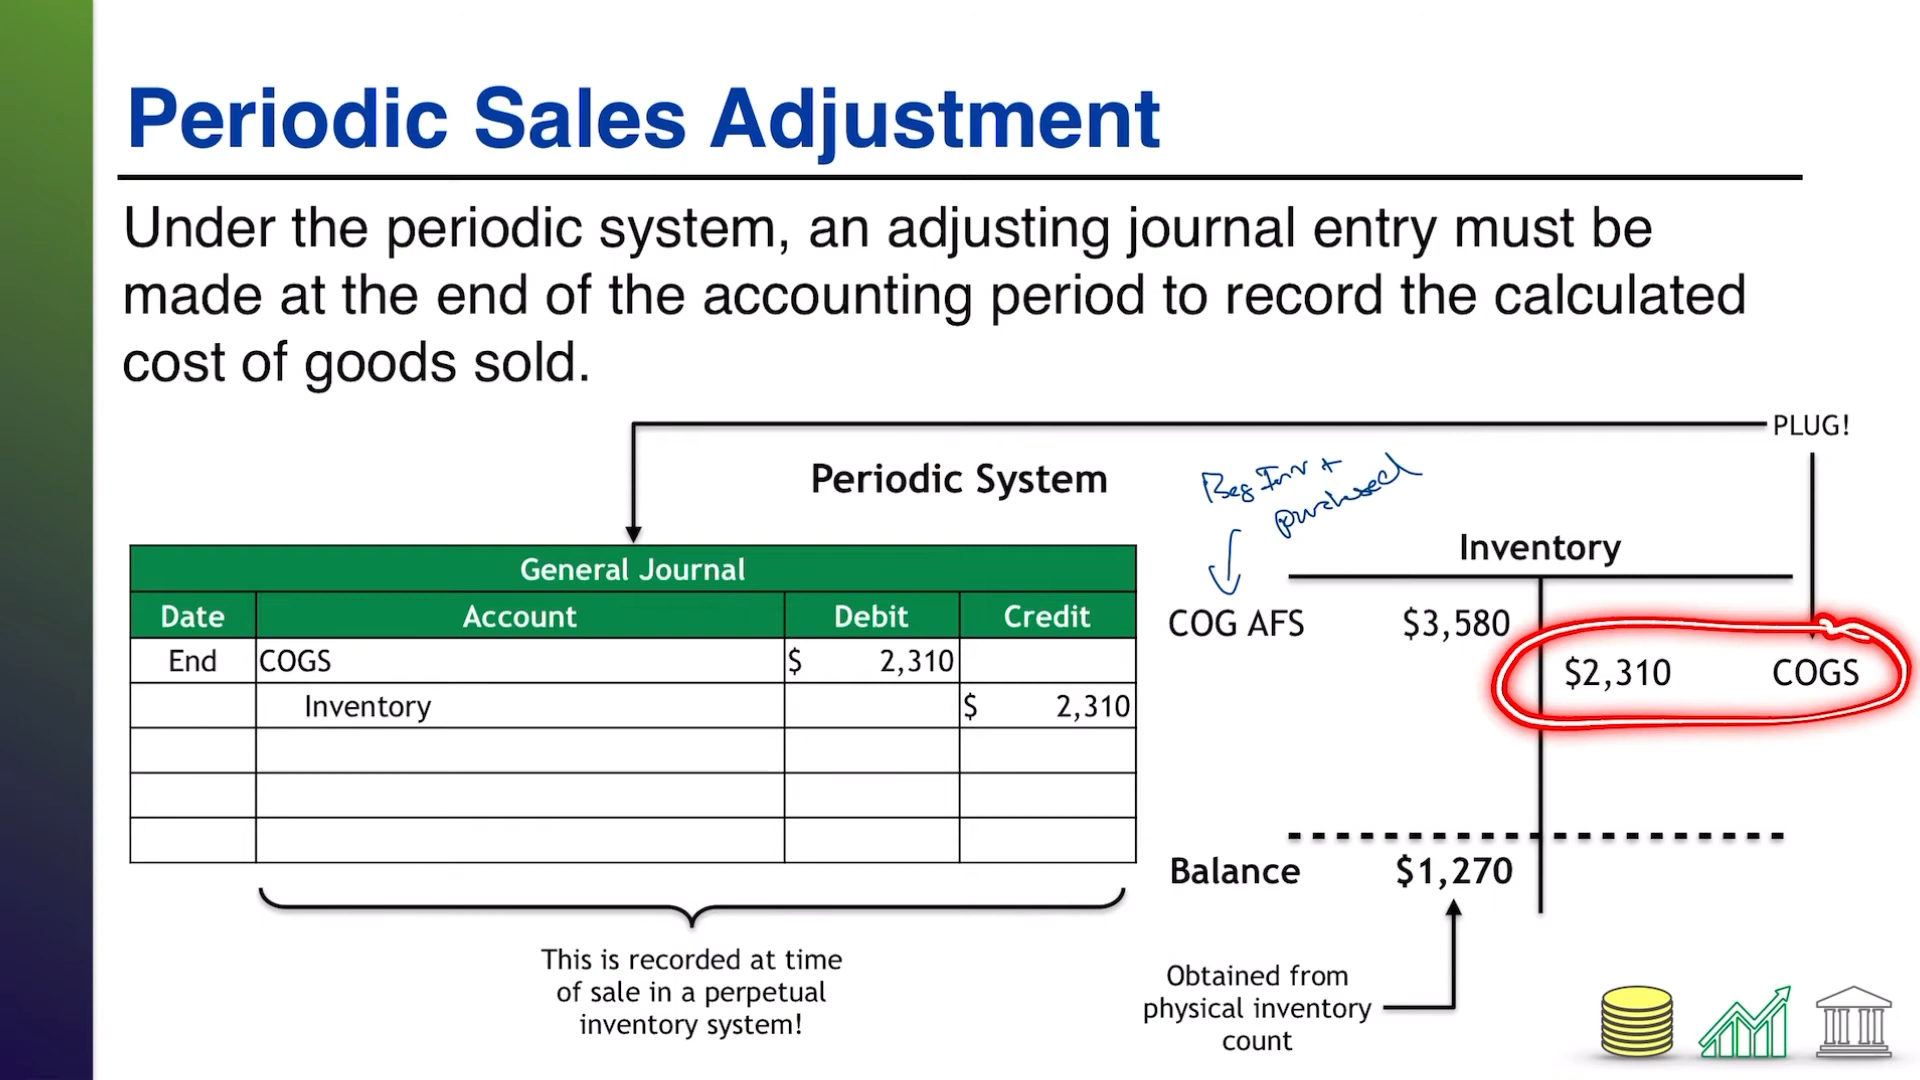 Periodic Sales Adjustment
Under the periodic system, an adjusting journal entry must be
made at the end of the accounting period to record the calculated
cost of goods sold.
PLUG!
Periodic System
Beg Inv +
purchased
Inventory
General Journal
Date Account Debit Credit
End COGS $ 2,310
Inventory $ 2,310
COG AFS $3,580
$2,310 COGS
Balance $1,270
This is recorded at time
of sale in a perpetual
inventory system!
Obtained from
physical inventory
count